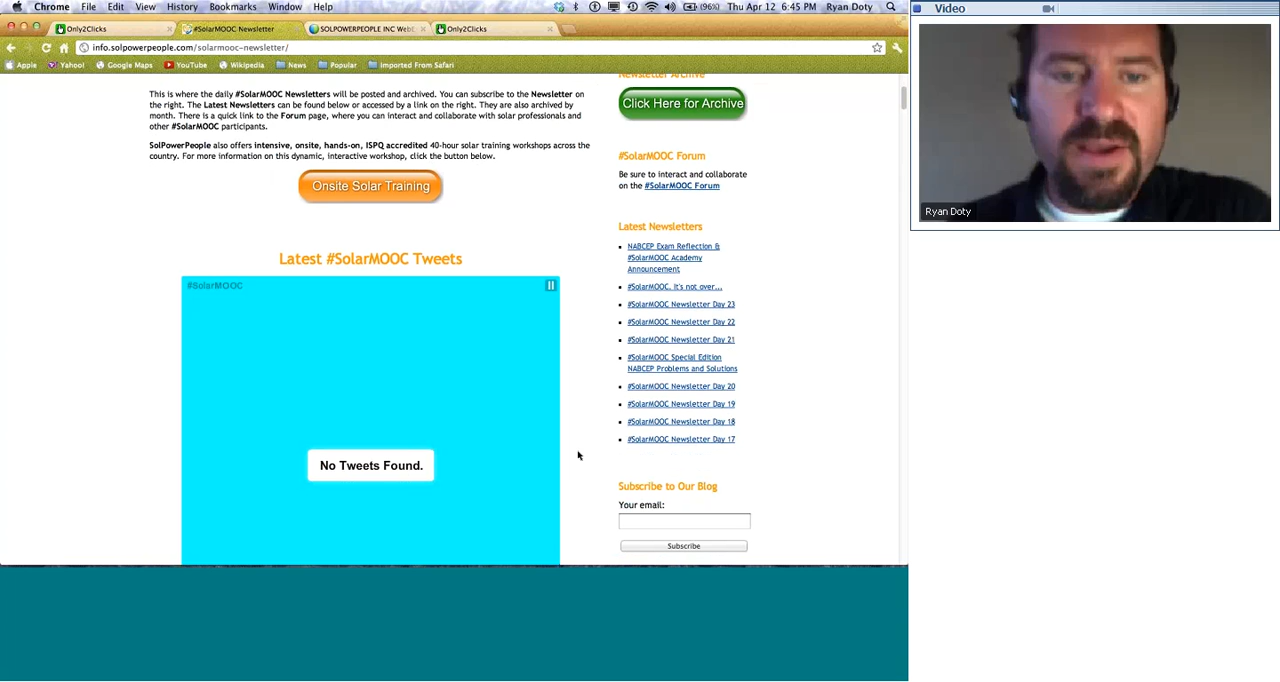 Chrome File Edit View History Bookmarks Window Help
(96%) Thu Apr 12 6:45 PM Ryan Doty
Only2Clicks
#SolarMOOC Newsletter
SOLPOWERPEOPLE INC Web
Only2Clicks
info.solpowerpeople.com/solarmooc-newsletter/
Apple Yahoo! Google Maps YouTube Wikipedia News Popular Imported From Safari
This is where the daily #SolarMOOC Newsletters will be posted and archived. You can subscribe to the Newsletter on
the right. The Latest Newsletters can be found below or accessed by a link on the right. They are also archived by
month. There is a quick link to the Forum page, where you can interact and collaborate with solar professionals and
other #SolarMOOC participants.
SolPowerPeople also offers intensive, onsite, hands-on, ISPQ accredited 40-hour solar training workshops across the
country. For more information on this dynamic, interactive workshop, click the button below.
Onsite Solar Training
Latest #SolarMOOC Tweets
#SolarMOOC
No Tweets Found.
Newsletter Archive
Click Here for Archive
#SolarMOOC Forum
Be sure to interact and collaborate
on the #SolarMOOC Forum
Latest Newsletters
NABCEP Exam Reflection &
#SolarMOOC Academy
Announcement
#SolarMOOC, It's not over...
#SolarMOOC Newsletter Day 23
#SolarMOOC Newsletter Day 22
#SolarMOOC Newsletter Day 21
#SolarMOOC Special Edition
NABCEP Problems and Solutions
#SolarMOOC Newsletter Day 20
#SolarMOOC Newsletter Day 19
#SolarMOOC Newsletter Day 18
#SolarMOOC Newsletter Day 17
Subscribe to Our Blog
Your email:
Subscribe
Video
Ryan Doty